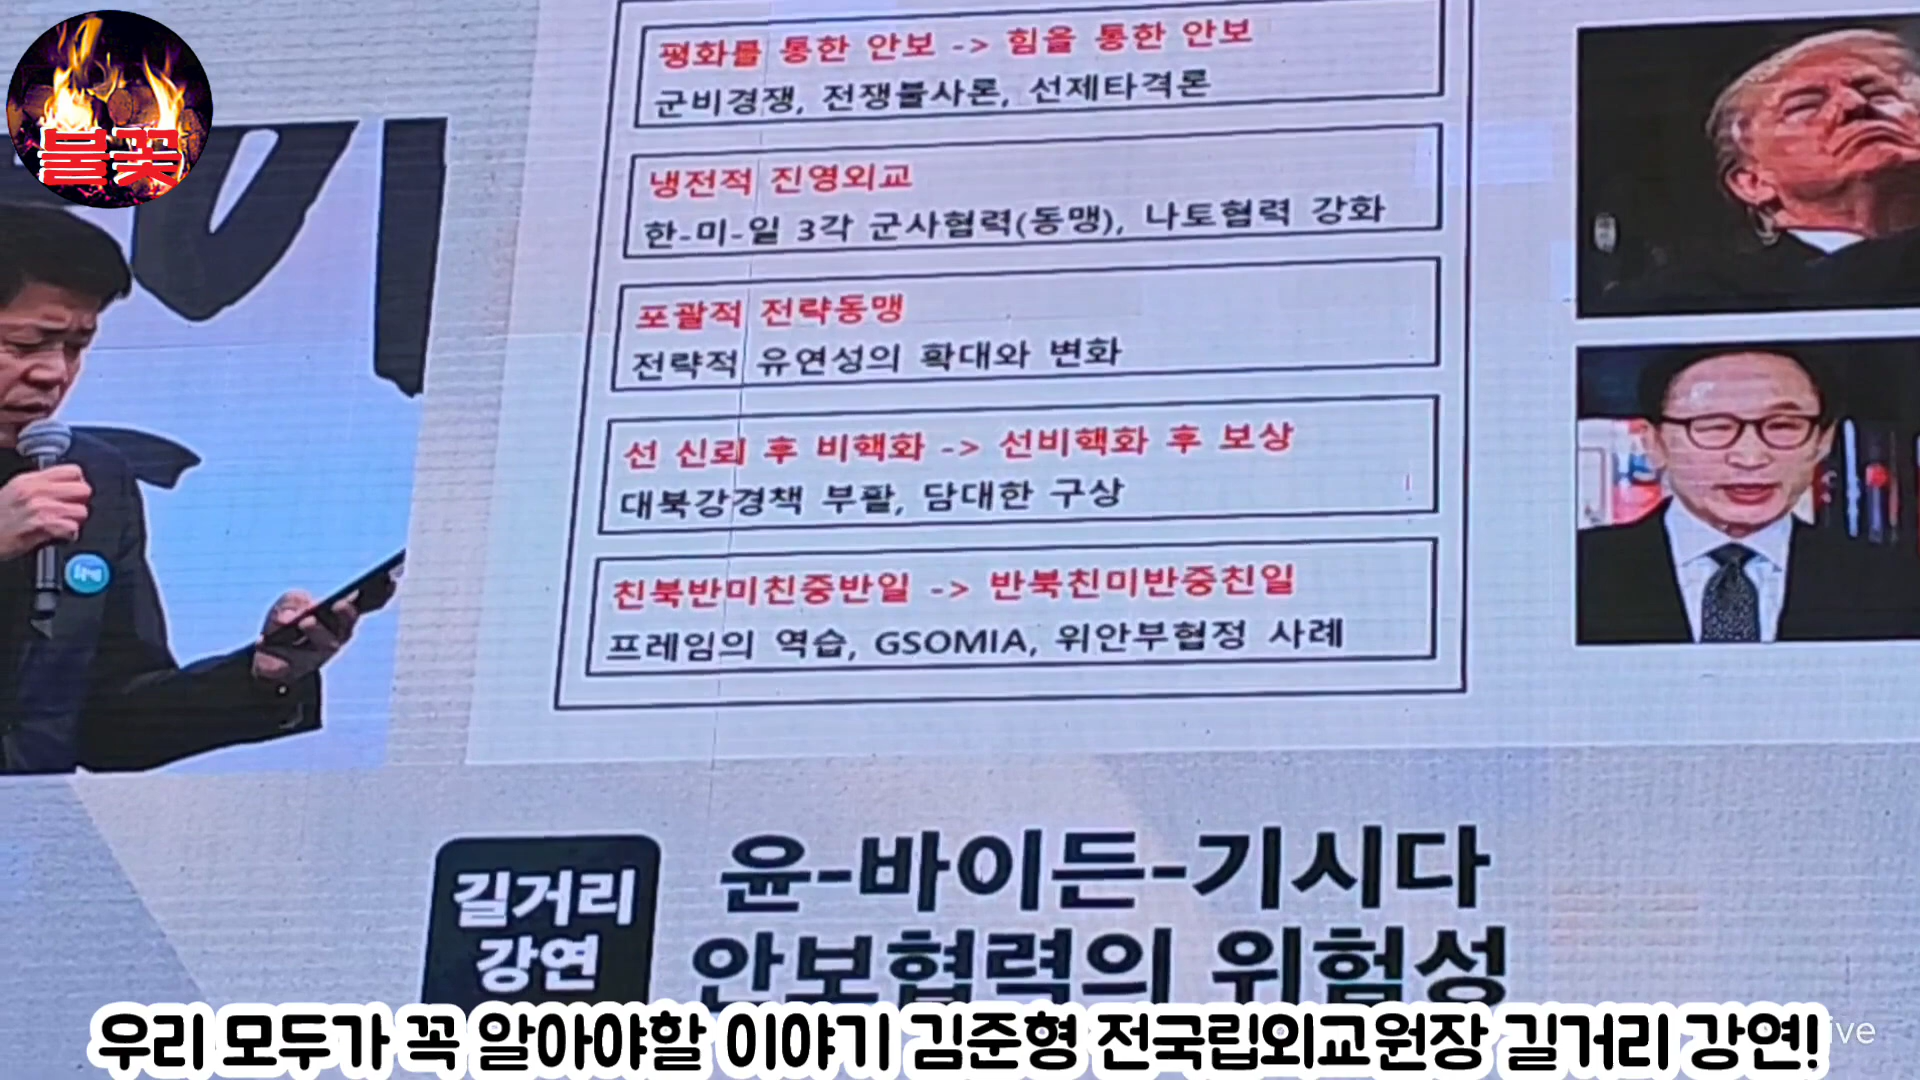 불꽃
평화를 통한 안보 -> 힘을 통한 안보
군비경쟁, 전쟁불사론, 선제타격론
냉전적 진영외교
한-미-일 3각 군사협력(동맹), 나토협력 강화
포괄적 전략동맹
전략적 유연성의 확대와 변화
선 신뢰 후 비핵화 -> 선비핵화 후 보상
대북강경책 부활, 담대한 구상
친북반미친중반일 -> 반북친미반중친일
프레임의 역습, GSOMIA, 위안부협정 사례
길거리
강연
윤-바이든-기시다
안보협력의 위험성
우리 모두가 꼭 알아야할 이야기 김준형 전국립외교원장 길거리 강연!